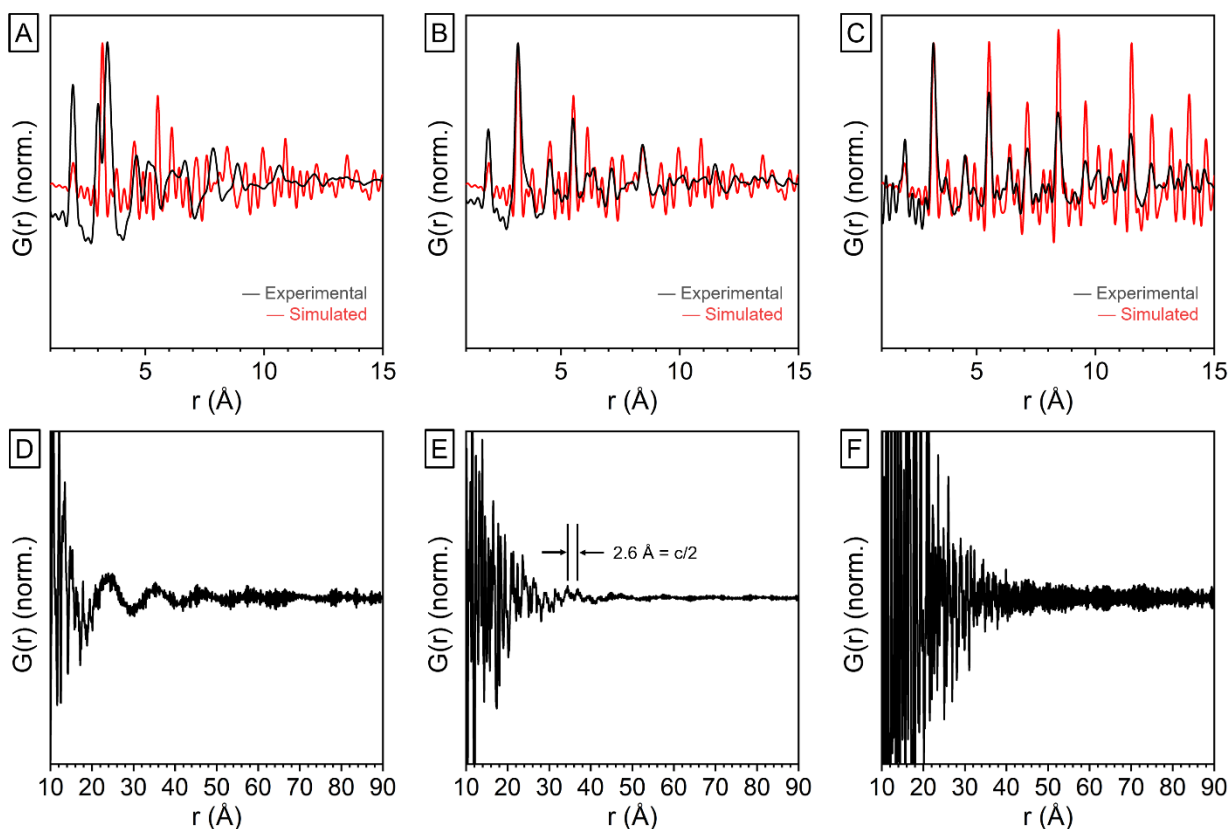 A
G(r) (norm.)
— Experimental
— Simulated
5 10 15
r (Å)
B
G(r) (norm.)
— Experimental
— Simulated
5 10 15
r (Å)
C
G(r) (norm.)
— Experimental
— Simulated
5 10 15
r (Å)
D
G(r) (norm.)
10 20 30 40 50 60 70 80 90
r (Å)
E
G(r) (norm.)
2.6 Å = c/2
10 20 30 40 50 60 70 80 90
r (Å)
F
G(r) (norm.)
10 20 30 40 50 60 70 80 90
r (Å)